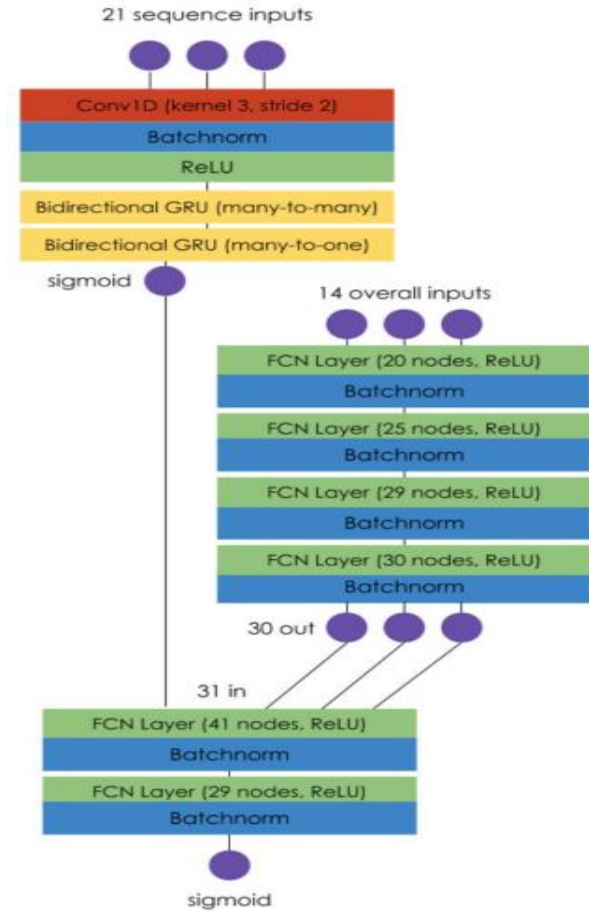 21 sequence inputs
Conv1D (kernel 3, stride 2)
Batchnorm
ReLU
Bidirectional GRU (many-to-many)
Bidirectional GRU (many-to-one)
sigmoid
14 overall inputs
FCN Layer (20 nodes, ReLU)
Batchnorm
FCN Layer (25 nodes, ReLU)
Batchnorm
FCN Layer (29 nodes, ReLU)
Batchnorm
FCN Layer (30 nodes, ReLU)
Batchnorm
30 out
31 in
FCN Layer (41 nodes, ReLU)
Batchnorm
FCN Layer (29 nodes, ReLU)
Batchnorm
sigmoid